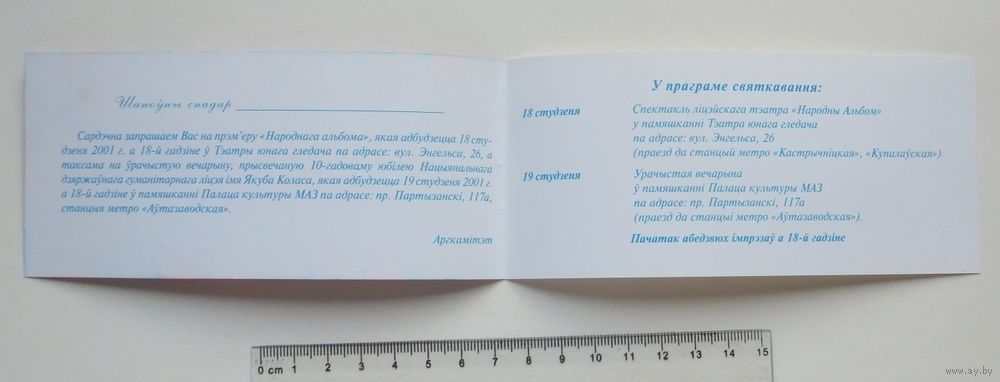 Шаноўны спадар
Сардэчна запрашаем Вас на прэм'еру «Народнага альбома», якая адбудзецца 18 сту-
дзеня 2001 г. а 18-й гадзіне ў Тэатры юнага гледача па адрасе: вул. Энгельса, 26, а
таксама на ўрачыстую вечарыну, прысвечаную 10-гадоваму юбілею Нацыянальнага
дзяржаўнага гуманітарнага ліцэя імя Якуба Коласа, якая адбудзецца 19 студзеня 2001 г.
а 18-й гадзіне ў памяшканні Палаца культуры МАЗ па адрасе: пр. Партызанскі, 117а,
станцыя метро «Аўтазаводская».
Аргкамітэт
У праграме святкавання:
18 студзеня
Спектакль ліцэйскага тэатра «Народны Альбом»
у памяшканні Тэатра юнага гледача
па адрасе: вул. Энгельса, 26
(праезд да станцый метро «Кастрычніцкая», «Купалаўская»)
19 студзеня
Урачыстая вечарына
ў памяшканні Палаца культуры МАЗ
па адрасе: пр. Партызанскі, 117а
(праезд да станцыі метро «Аўтазаводская»).
Пачатак абедзвюх імпрэзаў а 18-й гадзіне
0 cm 1 2 3 4 5 6 7 8 9 10 11 12 13 14 15
www.ay.by